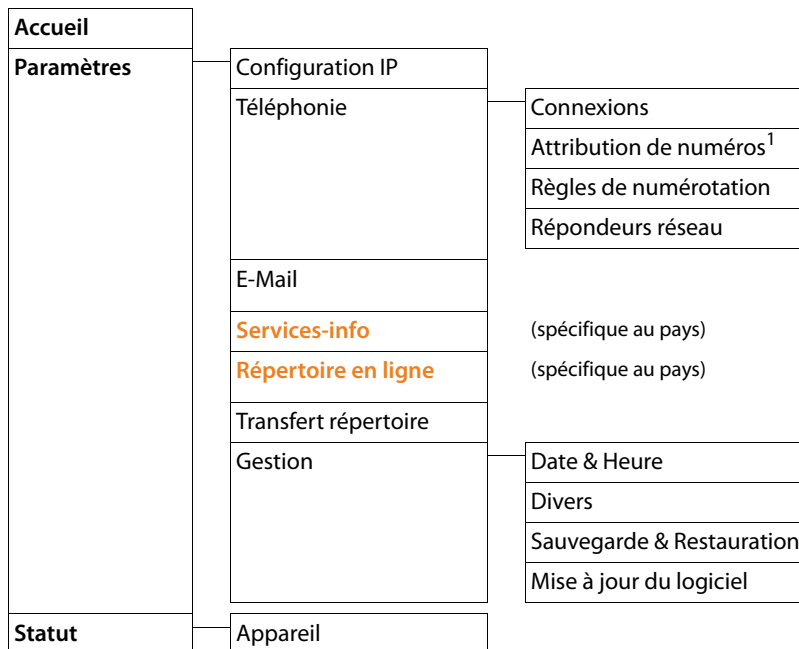 Accueil
Paramètres
Configuration IP
Téléphonie
Connexions
Attribution de numéros¹
Règles de numérotation
Répondeurs réseau
E-Mail
Services-info (spécifique au pays)
Répertoire en ligne (spécifique au pays)
Transfert répertoire
Gestion
Date & Heure
Divers
Sauvegarde & Restauration
Mise à jour du logiciel
Statut
Appareil